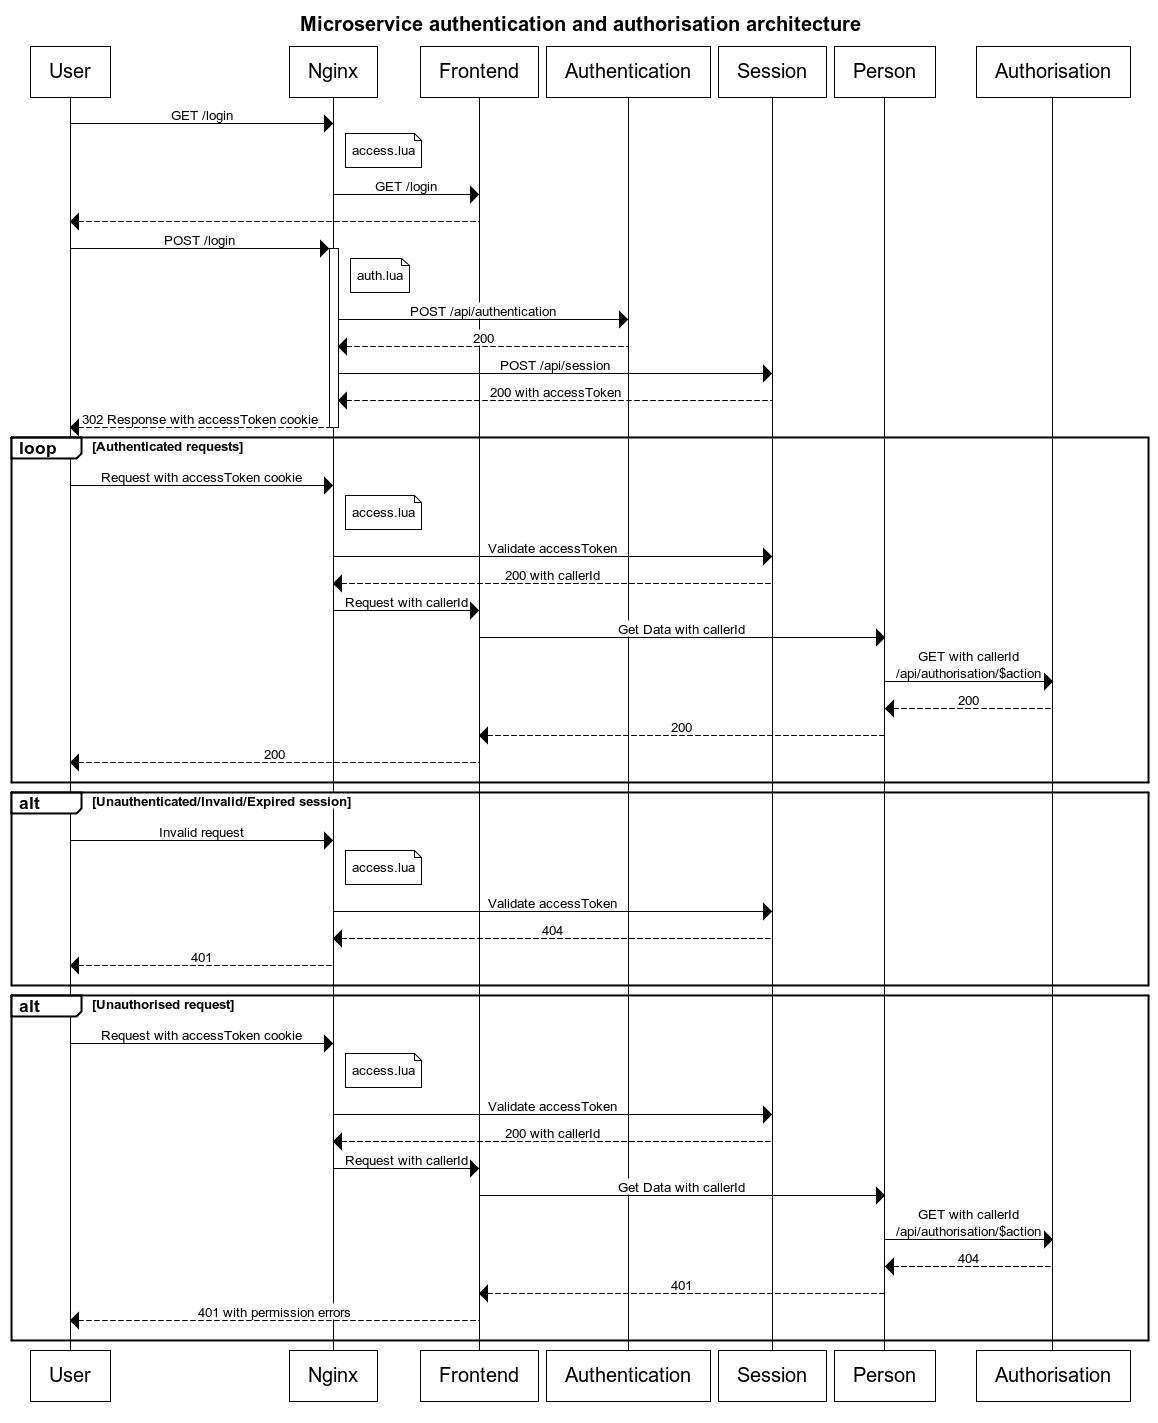 Microservice authentication and authorisation architecture
User
Nginx
Frontend
Authentication
Session
Person
Authorisation
GET /login
access.lua
GET /login
POST /login
auth.lua
POST /api/authentication
200
POST /api/session
200 with accessToken
302 Response with accessToken cookie
loop
[Authenticated requests]
Request with accessToken cookie
access.lua
Validate accessToken
200 with callerId
Request with callerId
Get Data with callerId
GET with callerId
/api/authorisation/$action
200
200
200
alt
[Unauthenticated/Invalid/Expired session]
Invalid request
access.lua
Validate accessToken
404
401
alt
[Unauthorised request]
Request with accessToken cookie
access.lua
Validate accessToken
200 with callerId
Request with callerId
Get Data with callerId
GET with callerId
/api/authorisation/$action
404
401
401 with permission errors
User
Nginx
Frontend
Authentication
Session
Person
Authorisation